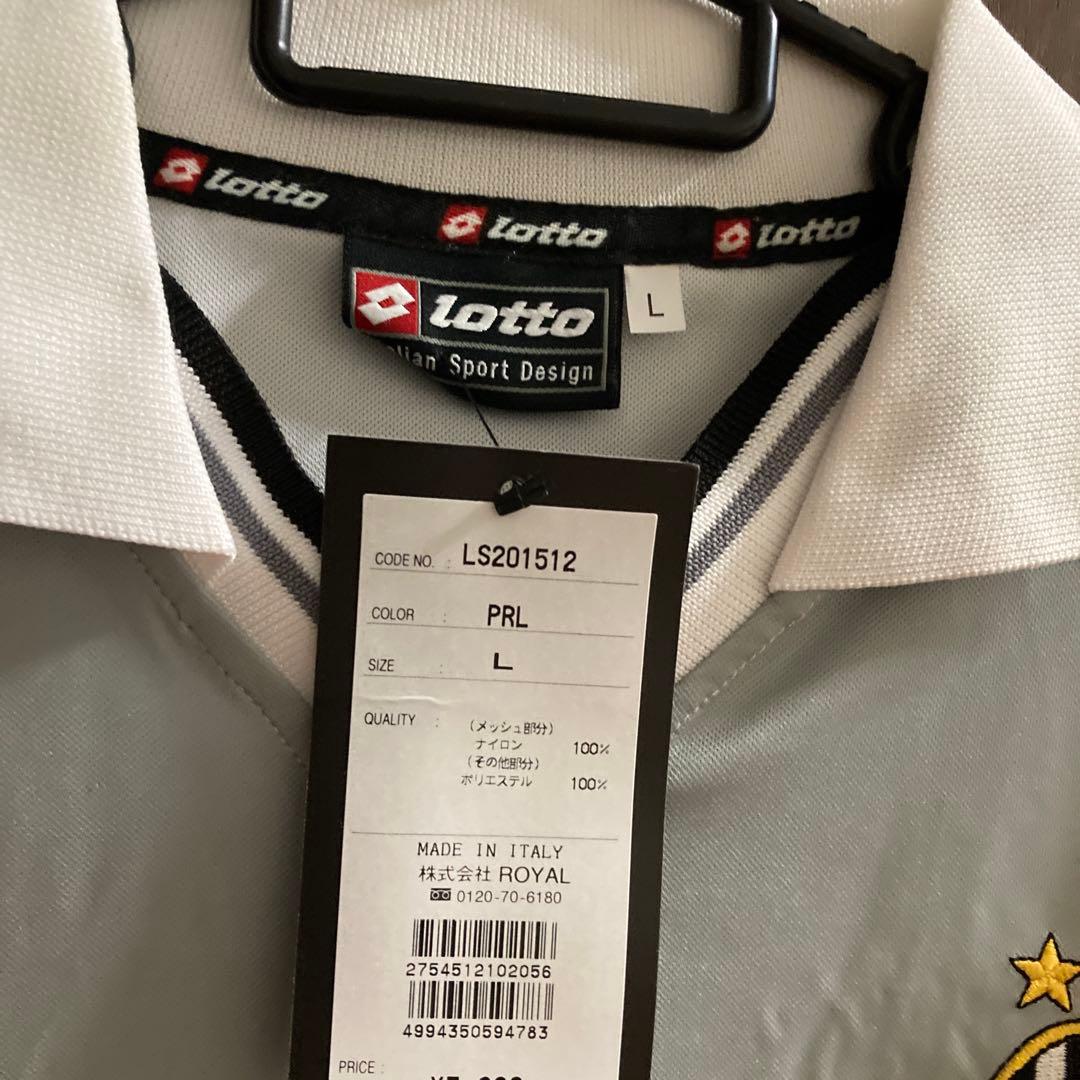 lotto
lotto
lotto
lotto
L
Sport Design
CODE NO. : LS201512
COLOR : PRL
SIZE : L
QUALITY : (メッシュ部分)
ナイロン 100%
(その他部分)
ポリエステル 100%
MADE IN ITALY
株式会社 ROYAL
0120-70-6180
2754512102056
4994350594783
PRICE :